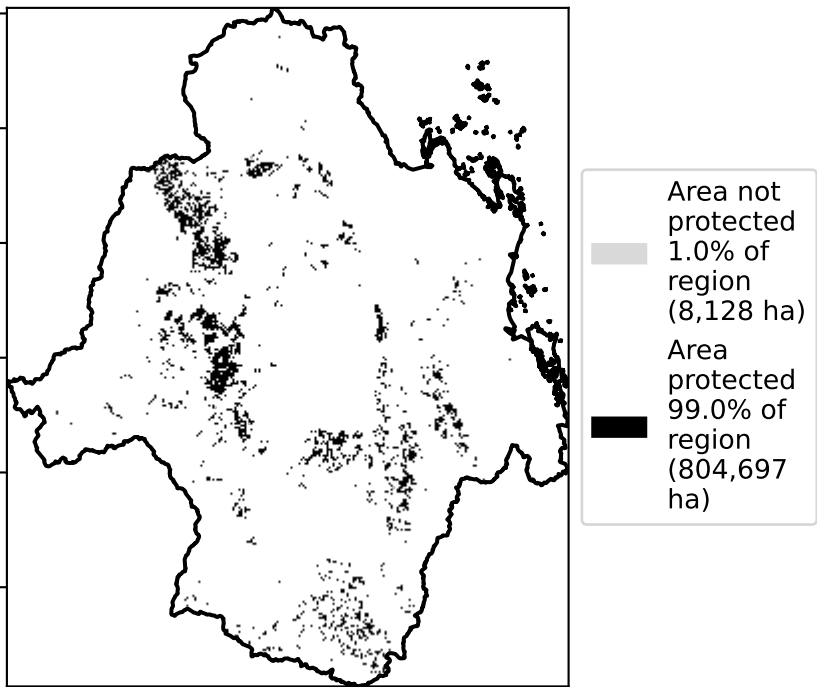 Area not
protected
1.0% of
region
(8,128 ha)
Area
protected
99.0% of
region
(804,697
ha)